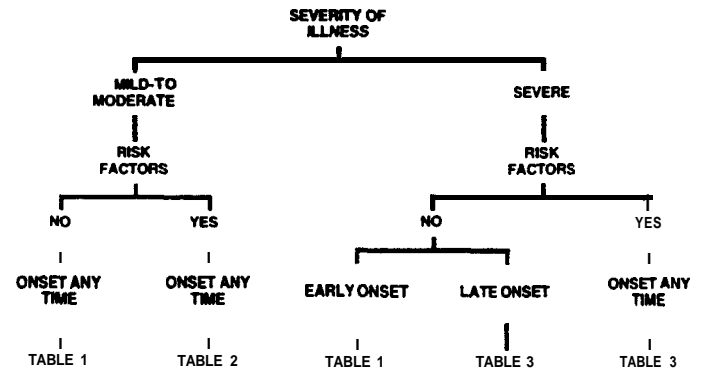 SEVERITY OF
ILLNESS
MILD-TO
MODERATE
SEVERE
RISK
FACTORS
RISK
FACTORS
NO
YES
NO
YES
ONSET ANY
TIME
ONSET ANY
TIME
EARLY ONSET
LATE ONSET
ONSET ANY
TIME
TABLE 1
TABLE 2
TABLE 1
TABLE 3
TABLE 3